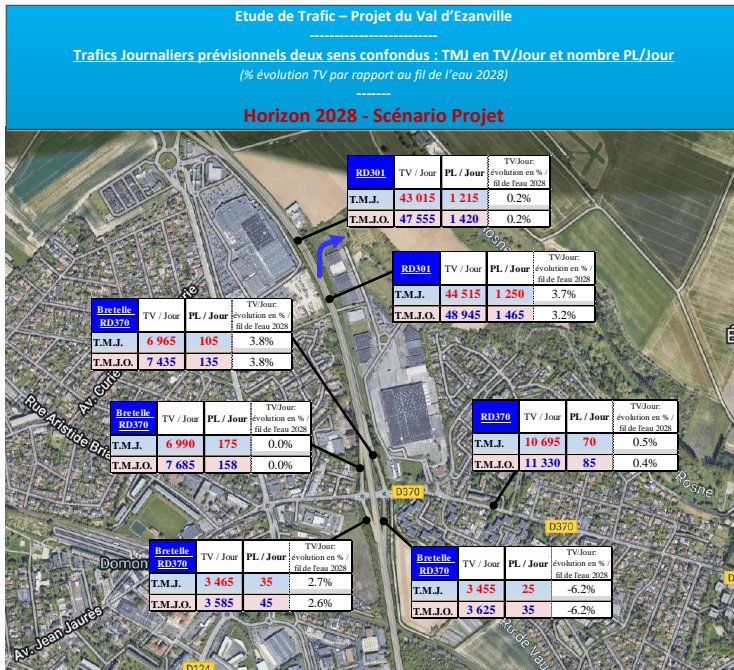 Etude de Trafic – Projet du Val d'Ezanville
--------------------------
Trafics Journaliers prévisionnels deux sens confondus : TMJ en TV/Jour et nombre PL/Jour
(% évolution TV par rapport au fil de l'eau 2028)
-------
Horizon 2028 - Scénario Projet
RD301 TV / Jour PL / Jour TV/Jour: évolution en % / fil de l'eau 2028
T.M.J. 43 015 1 215 0.2%
T.M.J.O. 47 555 1 420 0.2%
RD301 TV / Jour PL / Jour TV/Jour: évolution en % / fil de l'eau 2028
T.M.J. 44 515 1 250 3.7%
T.M.J.O. 48 945 1 465 3.2%
Bretelle RD370 TV / Jour PL / Jour TV/Jour: évolution en % / fil de l'eau 2028
T.M.J. 6 965 105 3.8%
T.M.J.O. 7 435 135 3.8%
Av. Curie
Rue Aristide Bri
Bretelle RD370 TV / Jour PL / Jour TV/Jour: évolution en % / fil de l'eau 2028
T.M.J. 6 990 175 0.0%
T.M.J.O. 7 685 158 0.0%
RD370 TV / Jour PL / Jour TV/Jour: évolution en % / fil de l'eau 2028
T.M.J. 10 695 70 0.5%
T.M.J.O. 11 330 85 0.4%
Rosne
D370
D370
Bretelle RD370 TV / Jour PL / Jour TV/Jour: évolution en % / fil de l'eau 2028
T.M.J. 3 465 35 2.7%
T.M.J.O. 3 585 45 2.6%
Bretelle RD370 TV / Jour PL / Jour TV/Jour: évolution en % / fil de l'eau 2028
T.M.J. 3 455 25 -6.2%
T.M.J.O. 3 625 35 -6.2%
Domon
Av. Jean Jaurès
Ru de Vau
D124